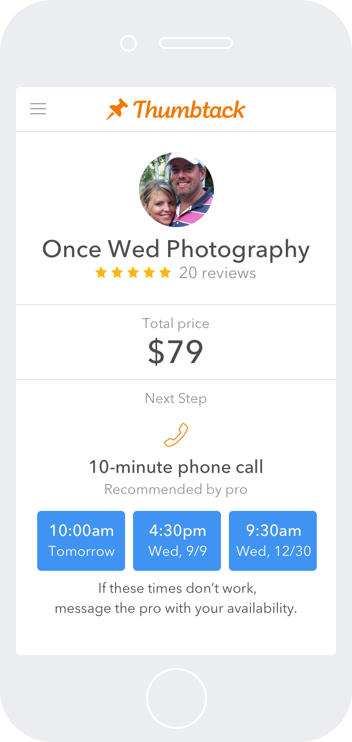 Thumbtack
Once Wed Photography
20 reviews
Total price
$79
Next Step
10-minute phone call
Recommended by pro
10:00am 4:30pm 9:30am
Tomorrow Wed, 9/9 Wed, 12/30
If these times don’t work,
message the pro with your availability.